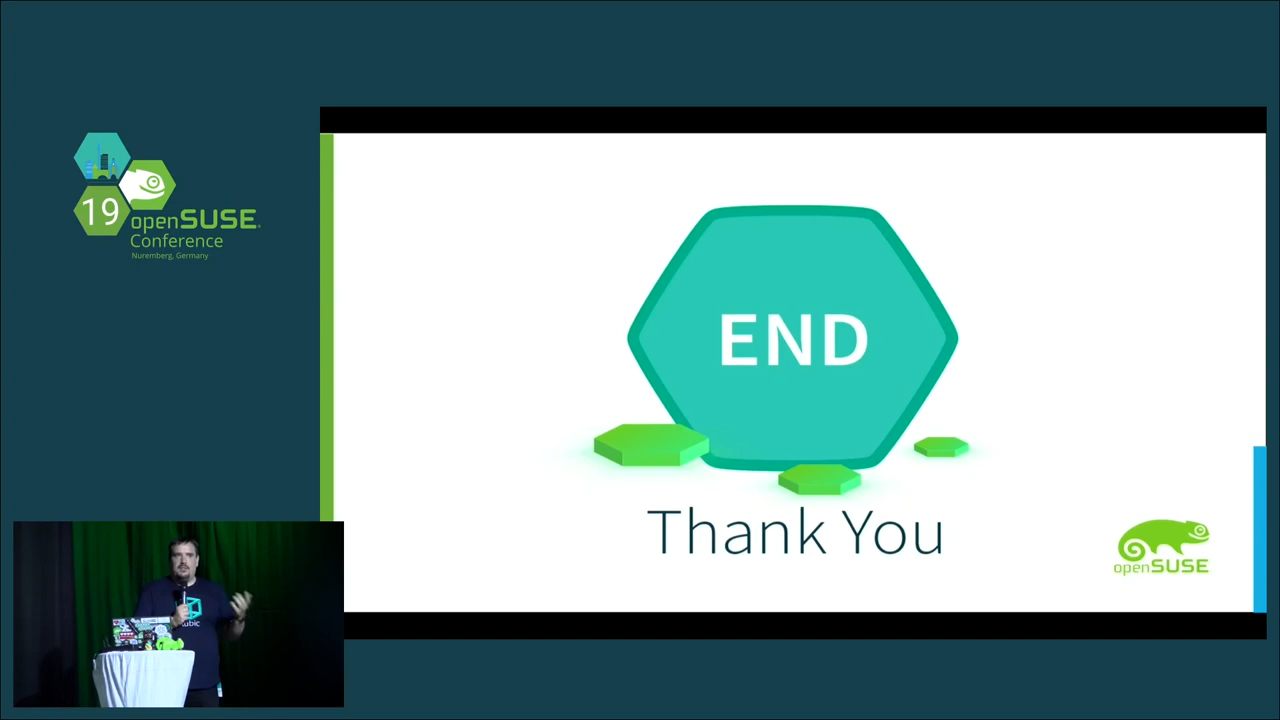 19
openSUSE
Conference
Nuremberg, Germany
END
Thank You
openSUSE